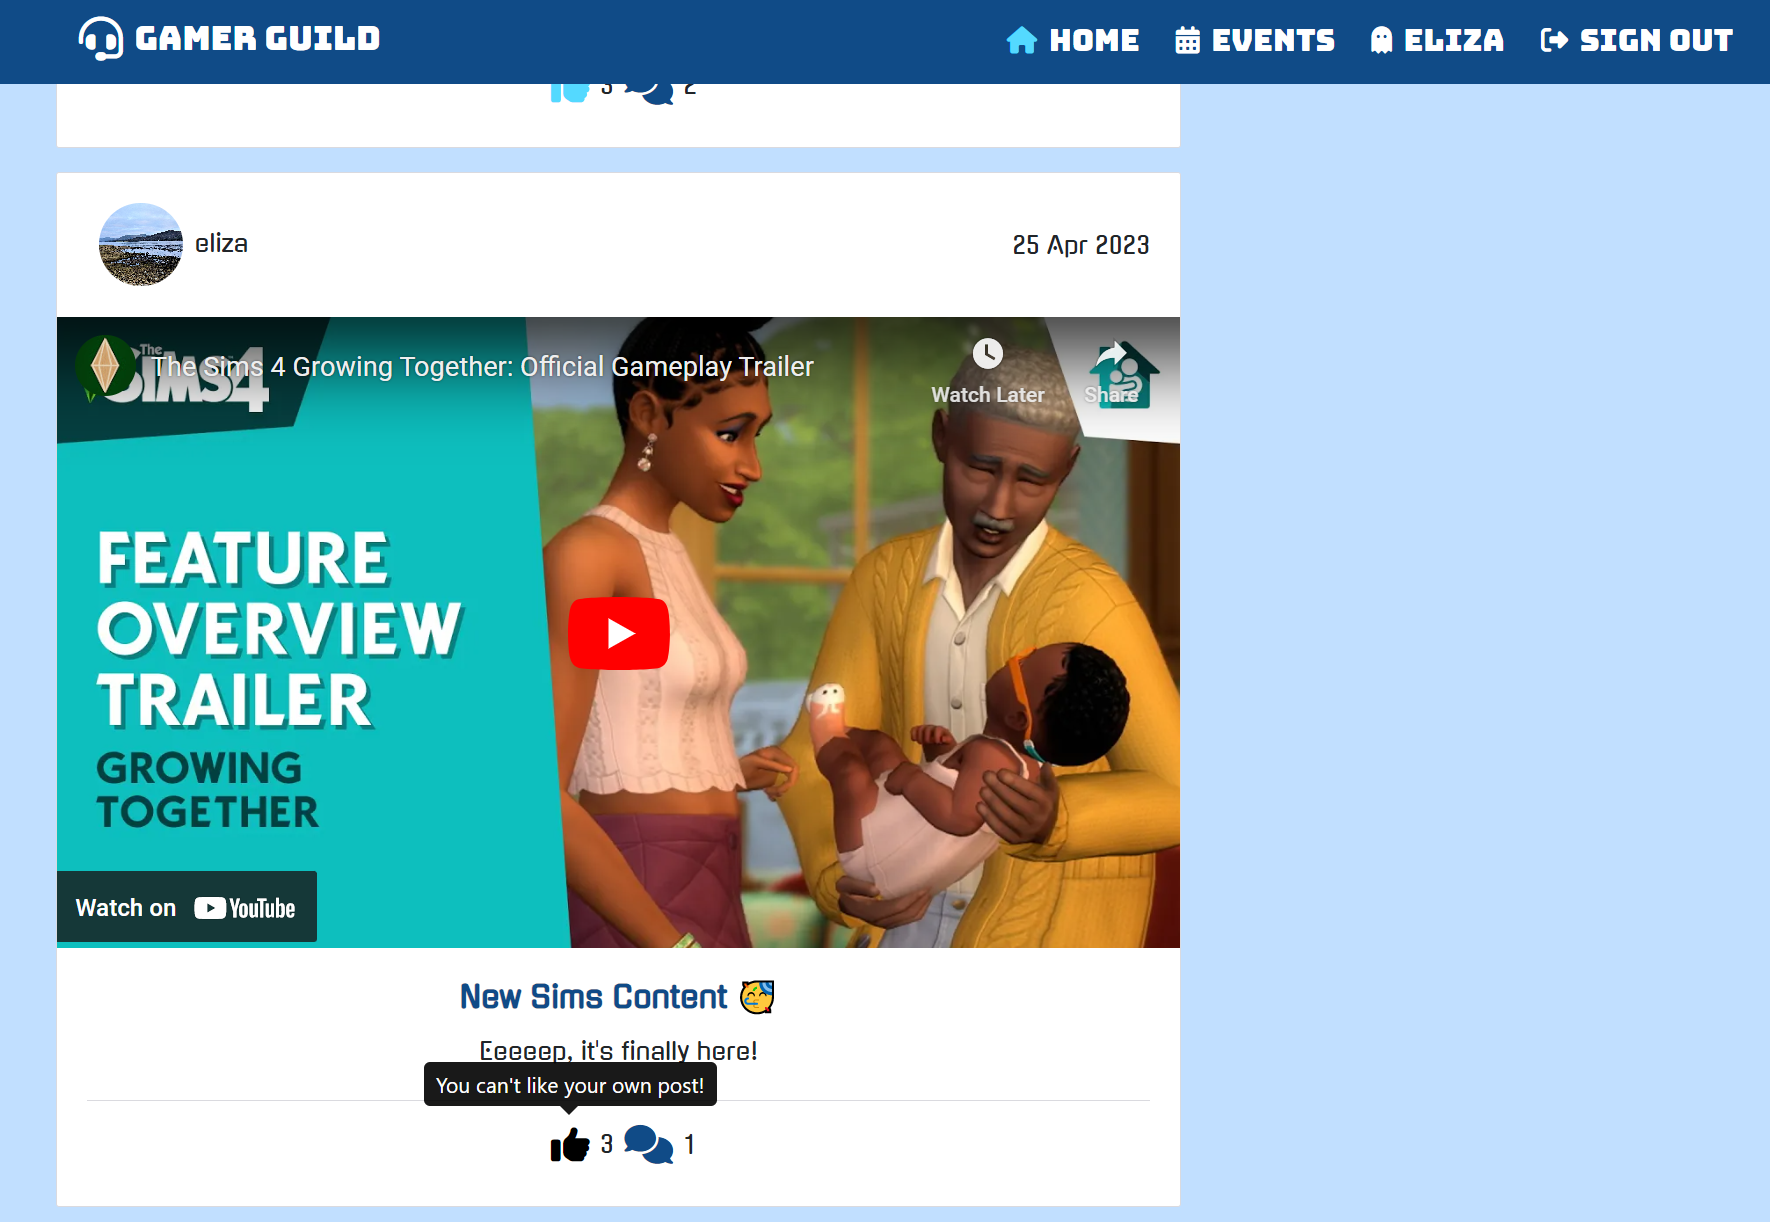 GAMER GUILD
HOME
EVENTS
ELIZA
SIGN OUT
3
2
eliza
25 Apr 2023
The SIMS 4
The Sims 4 Growing Together: Official Gameplay Trailer
Watch Later
Share
FEATURE
OVERVIEW
TRAILER
GROWING
TOGETHER
Watch on YouTube
New Sims Content 🥳
Eeeeep, it's finally here!
You can't like your own post!
3
1